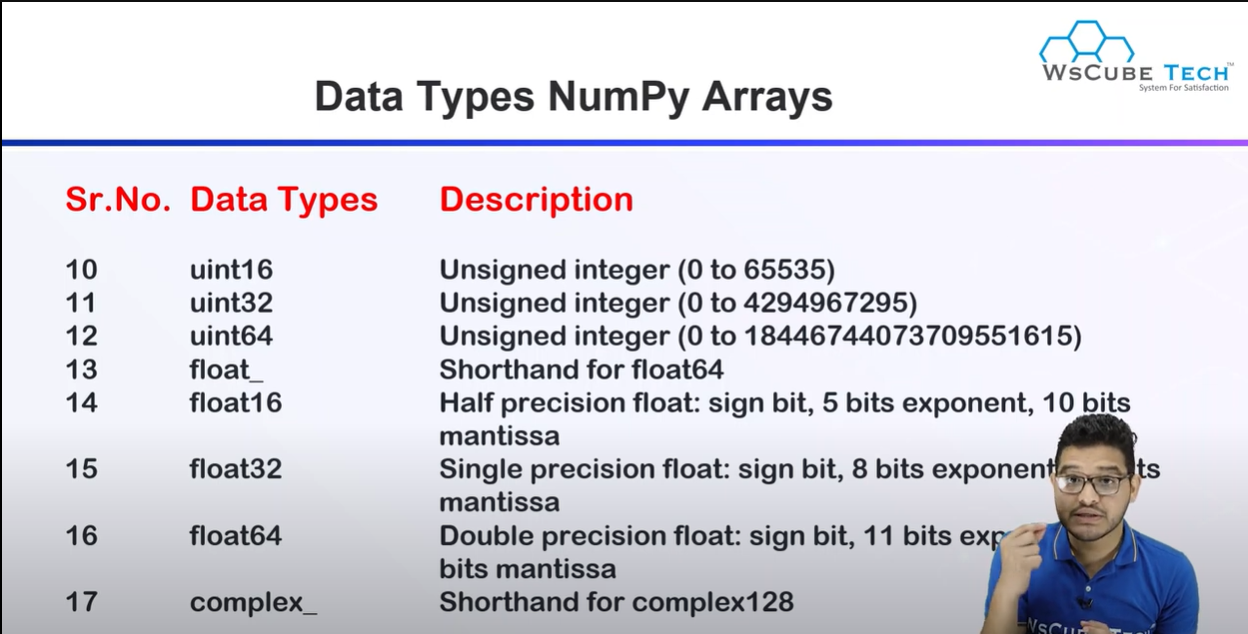 WsCube Tech
TM
System For Satisfaction
Data Types NumPy Arrays
Sr.No. Data Types Description
10 uint16 Unsigned integer (0 to 65535)
11 uint32 Unsigned integer (0 to 4294967295)
12 uint64 Unsigned integer (0 to 18446744073709551615)
13 float_ Shorthand for float64
14 float16 Half precision float: sign bit, 5 bits exponent, 10 bits
mantissa
15 float32 Single precision float: sign bit, 8 bits exponent
mantissa
16 float64 Double precision float: sign bit, 11 bits
bits mantissa
17 complex_ Shorthand for complex128
WsCube Tech